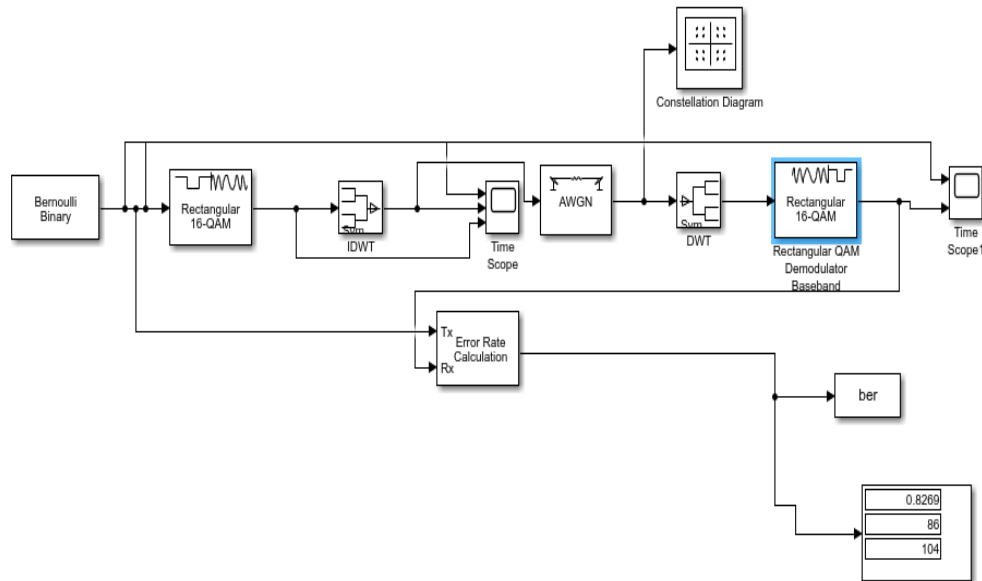 Constellation Diagram
Bernoulli
Binary
Rectangular
16-QAM
Sym
IDWT
Time
Scope
AWGN
Sym
DWT
Rectangular
16-QAM
Rectangular QAM
Demodulator
Baseband
Time
Scope1
Tx
Rx
Error Rate
Calculation
ber
0.8269
86
104